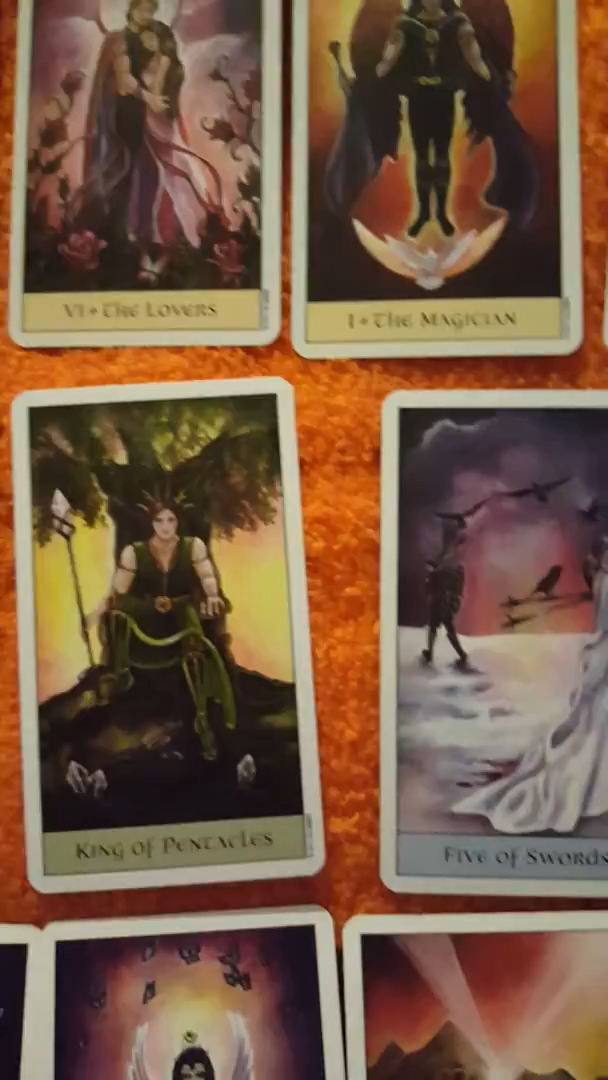 VI✦The Lovers
I✦The Magician
King of Pentacles
Five of Swords